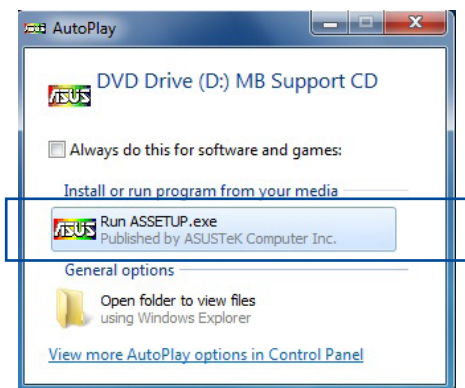 AutoPlay
DVD Drive (D:) MB Support CD
ASUS
Always do this for software and games:
Install or run program from your media
ASUS
Run ASSETUP.exe
Published by ASUSTeK Computer Inc.
General options
Open folder to view files
using Windows Explorer
View more AutoPlay options in Control Panel